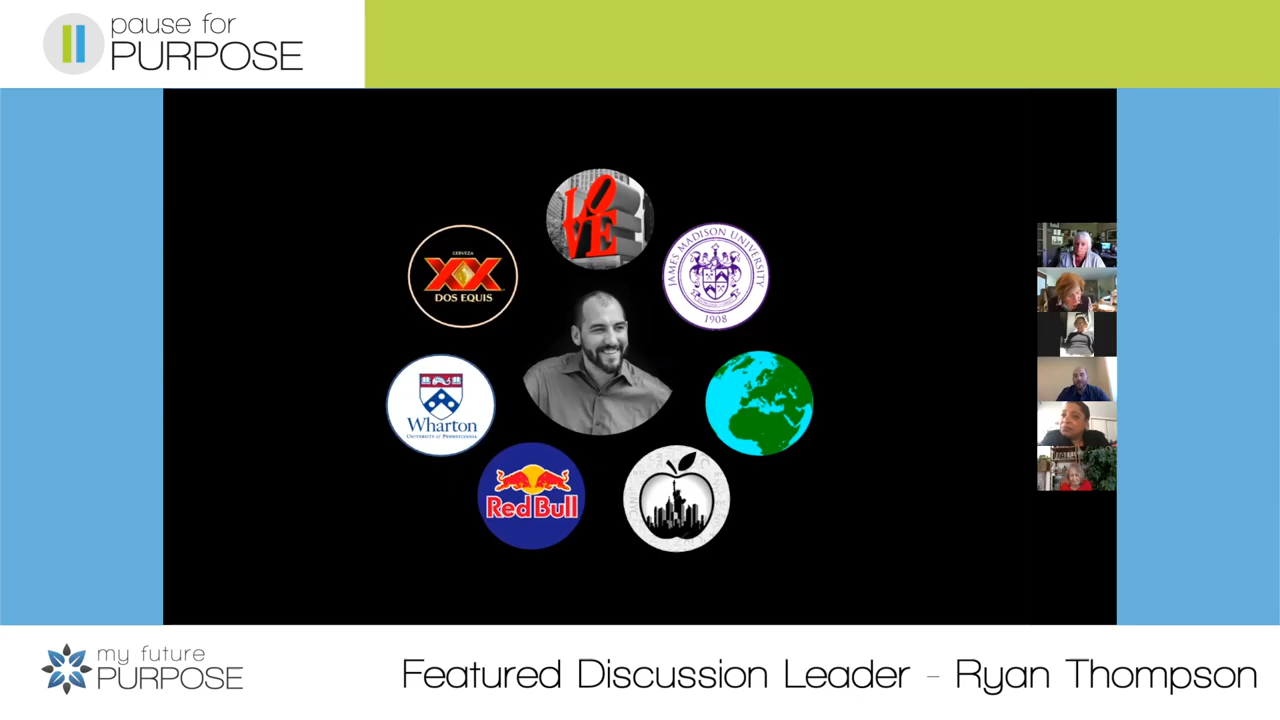 pause for
PURPOSE
LOVE
CERVEZA
XX
DOS EQUIS
JAMES MADISON UNIVERSITY
1908
Wharton
UNIVERSITY of PENNSYLVANIA
Red Bull
my future
PURPOSE
Featured Discussion Leader - Ryan Thompson